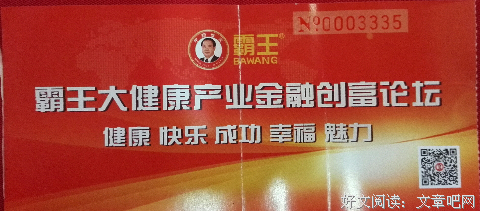 №0003335
霸王®
BAWANG
霸王大健康产业金融创富论坛
健康 快乐 成功 幸福 魅力
好文阅读：文章吧网